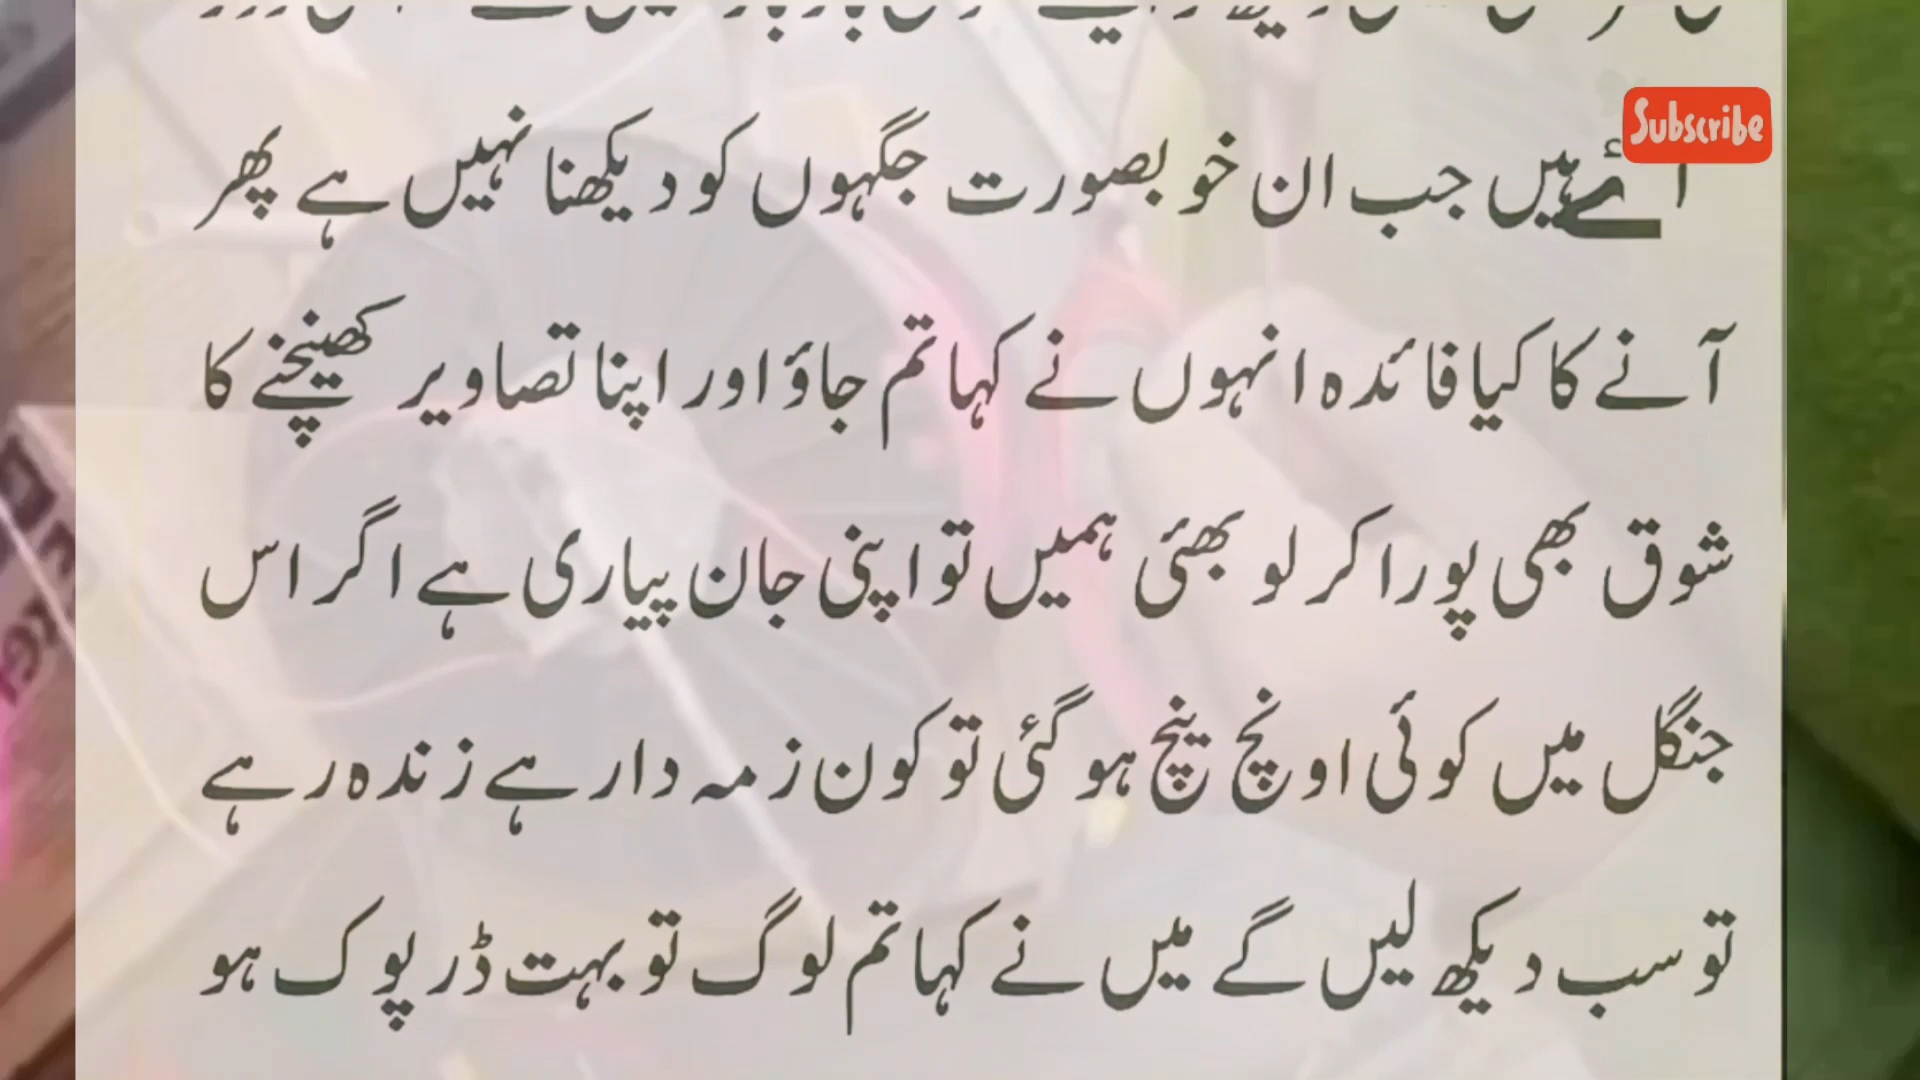 Subscribe
آئے ہیں جب ان خوبصورت جگہوں کو دیکھنا نہیں ہے پھر
آنے کا کیا فائدہ انہوں نے کہا تم جاؤ اور اپنا تصاویر کھینچنے کا
شوق بھی پورا کر لو بھئی ہمیں تو اپنی جان پیاری ہے اگر اس
جنگل میں کوئی اونچ پنچ ہو گئی تو کون زمہ دار ہے زندہ رہے
تو سب دیکھ لیں گے میں نے کہا تم لوگ تو بہت ڈرپوک ہو